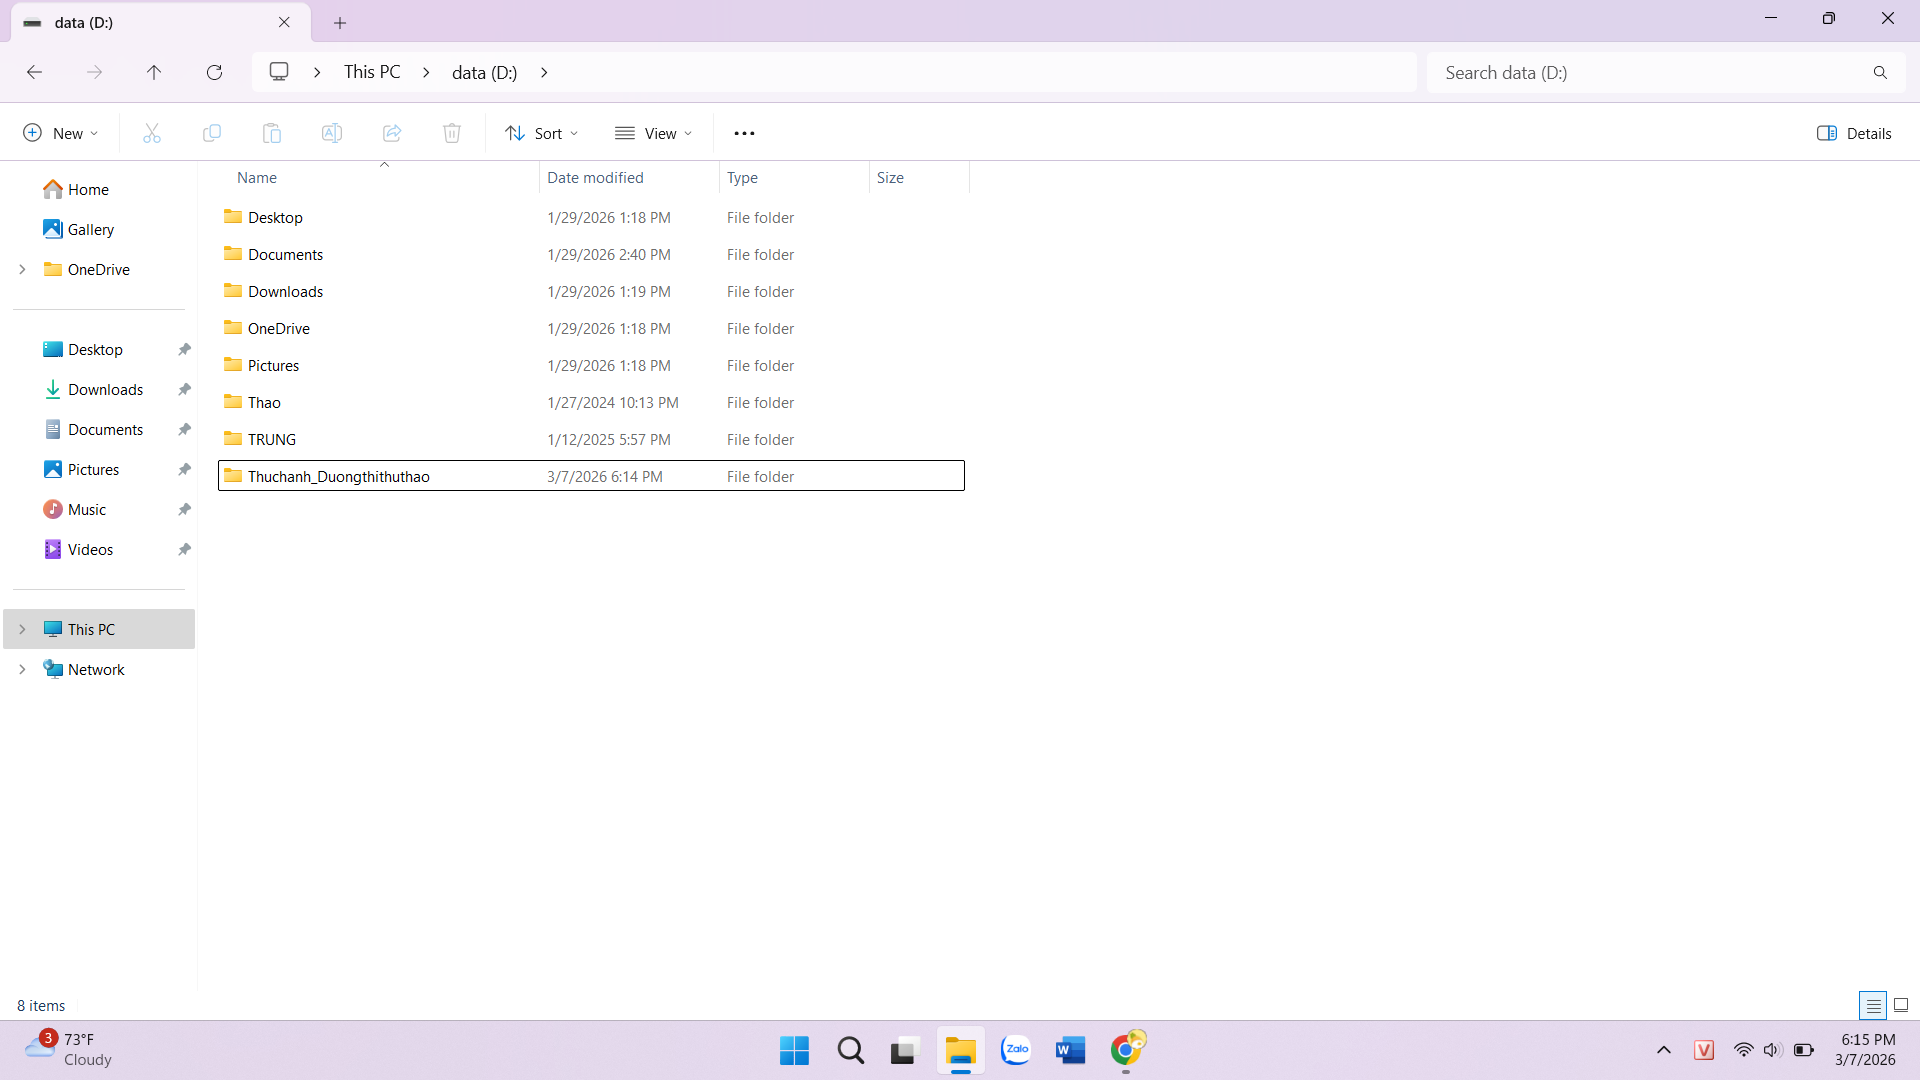 data (D:)
This PC
data (D:)
Search data (D:)
New
Sort
View
Details
Name
Date modified
Type
Size
Home
Gallery
OneDrive
Desktop
Downloads
Documents
Pictures
Music
Videos
This PC
Network
Desktop 1/29/2026 1:18 PM File folder
Documents 1/29/2026 2:40 PM File folder
Downloads 1/29/2026 1:19 PM File folder
OneDrive 1/29/2026 1:18 PM File folder
Pictures 1/29/2026 1:18 PM File folder
Thao 1/27/2024 10:13 PM File folder
TRUNG 1/12/2025 5:57 PM File folder
Thuchanh_Duongthithuthao 3/7/2026 6:14 PM File folder
8 items
3
73°F
Cloudy
Zalo
W
V
6:15 PM
3/7/2026